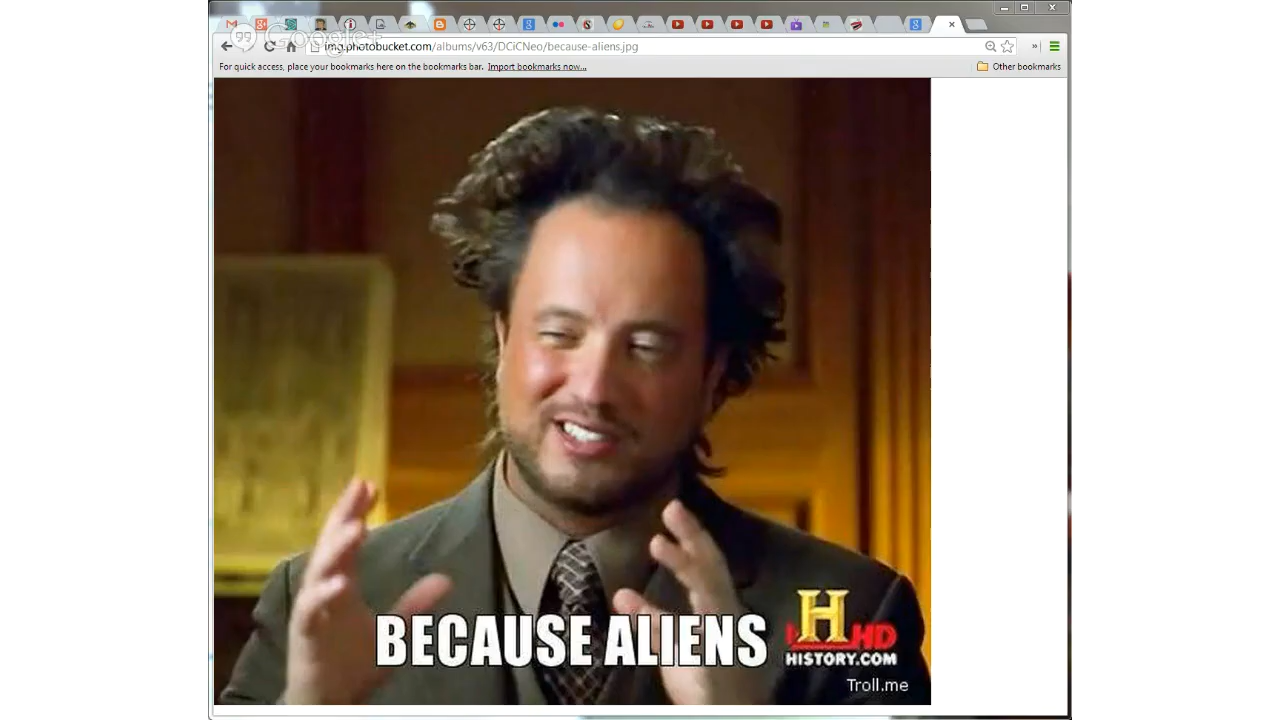 Google+
img.photobucket.com/albums/v63/DCiCNeo/because-aliens.jpg
For quick access, place your bookmarks here on the bookmarks bar. Import bookmarks now...
Other bookmarks
BECAUSE ALIENS
H
HD
HISTORY.COM
Troll.me